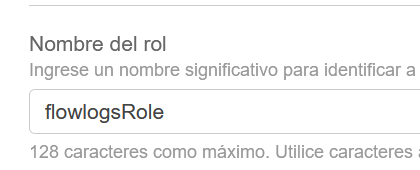 Nombre del rol
Ingrese un nombre significativo para identificar a
flowlogsRole
128 caracteres como máximo. Utilice caracteres